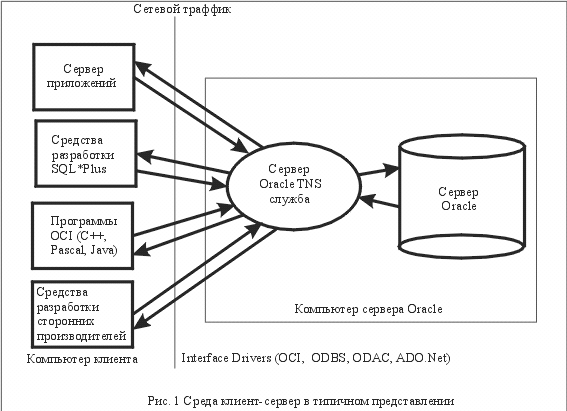 Сетевой траффик
Сервер
приложений
Средства
разработки
SQL*Plus
Программы
OCI (C++,
Pascal, Java)
Средства
разработки
сторонних
производителей
Компьютер клиента
Сервер
Oracle TNS
служба
Сервер
Oracle
Компьютер сервера Oracle
Interface Drivers (OCI, ODBS, ODAC, ADO.Net)
Рис. 1 Среда клиент-сервер в типичном представлении